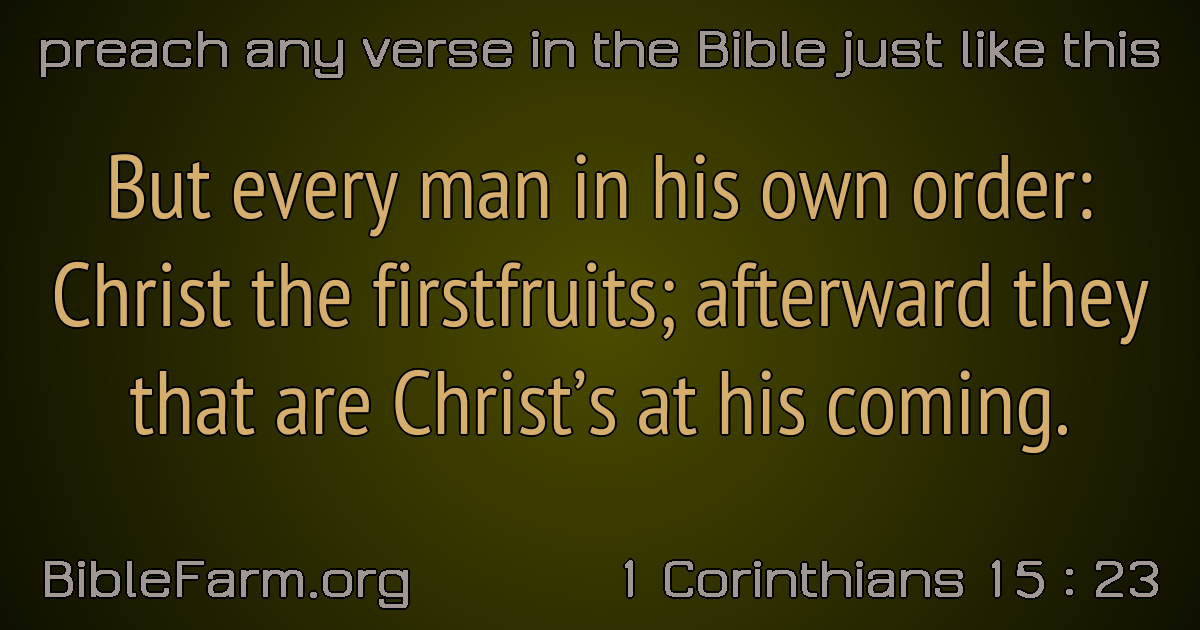 preach any verse in the Bible just like this
But every man in his own order:
Christ the firstfruits; afterward they
that are Christ’s at his coming.
BibleFarm.org
1 Corinthians 15 : 23